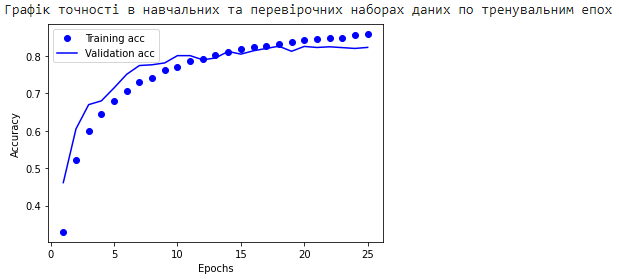 Графік точності в навчальних та перевірочних наборах даних по тренувальним епох
Training acc
Validation acc
0.8
0.7
0.6
0.5
0.4
Accuracy
0 5 10 15 20 25
Epochs